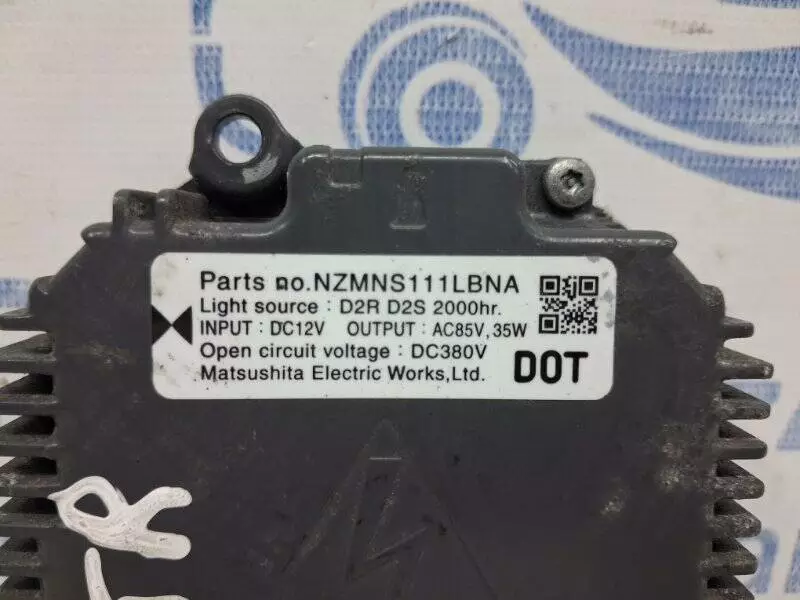 Parts no.NZMNS111LBNA
Light source : D2R D2S 2000hr.
INPUT : DC12V OUTPUT : AC85V, 35W
Open circuit voltage : DC380V
Matsushita Electric Works,Ltd.
DOT